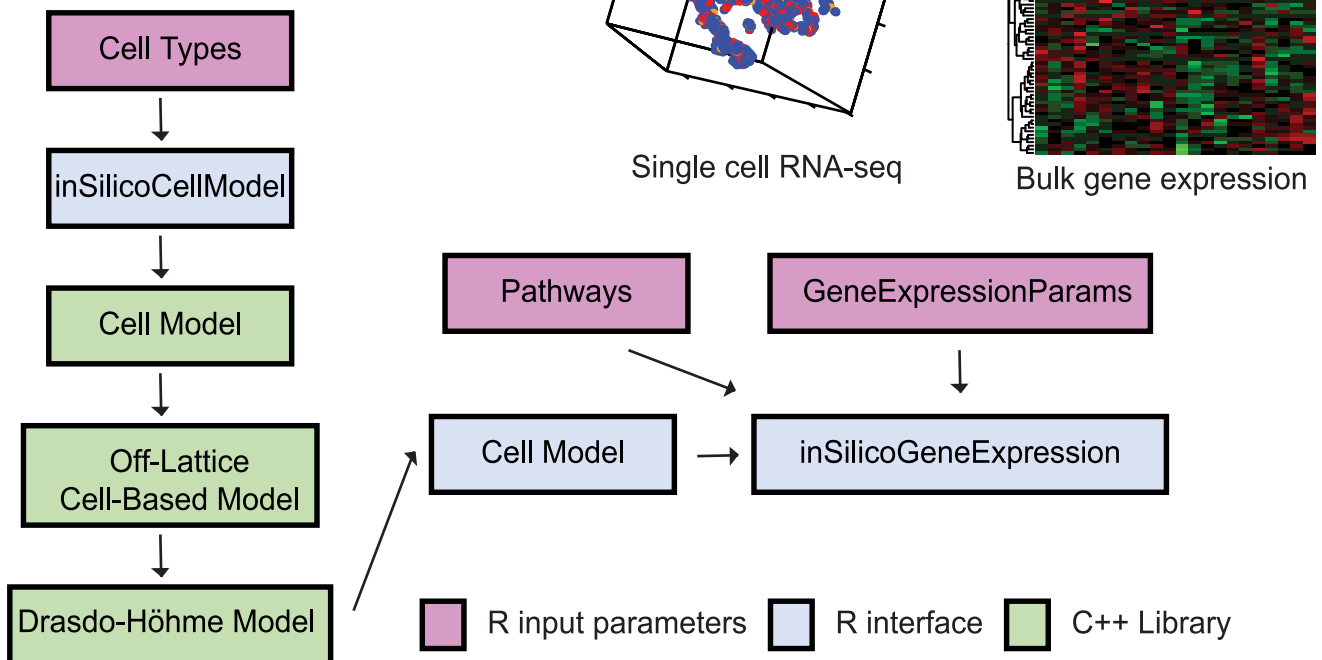 Cell Types
inSilicoCellModel
Cell Model
Off-Lattice
Cell-Based Model
Drasdo-Höhme Model
Single cell RNA-seq
Bulk gene expression
Pathways
GeneExpressionParams
Cell Model
inSilicoGeneExpression
R input parameters
R interface
C++ Library